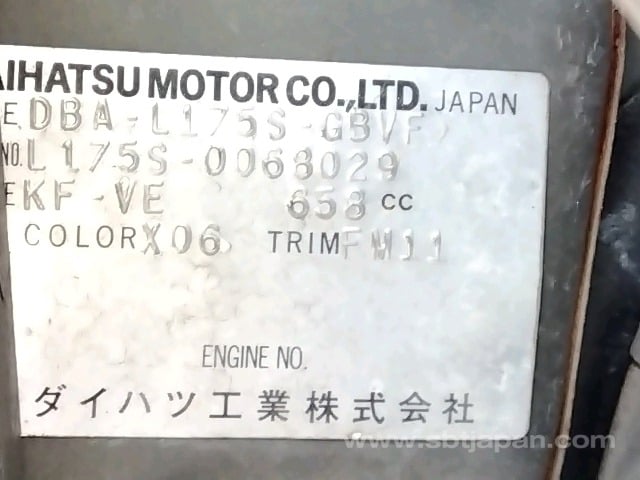 AIHATSU MOTOR CO.,LTD. JAPAN
E DBA-L175S-GBVF
NO. L175S-0068029
E KF-VE 658 CC
COLOR X06 TRIM FM11
ENGINE NO.
ダイハツ工業株式会社
www.sbtjapan.com